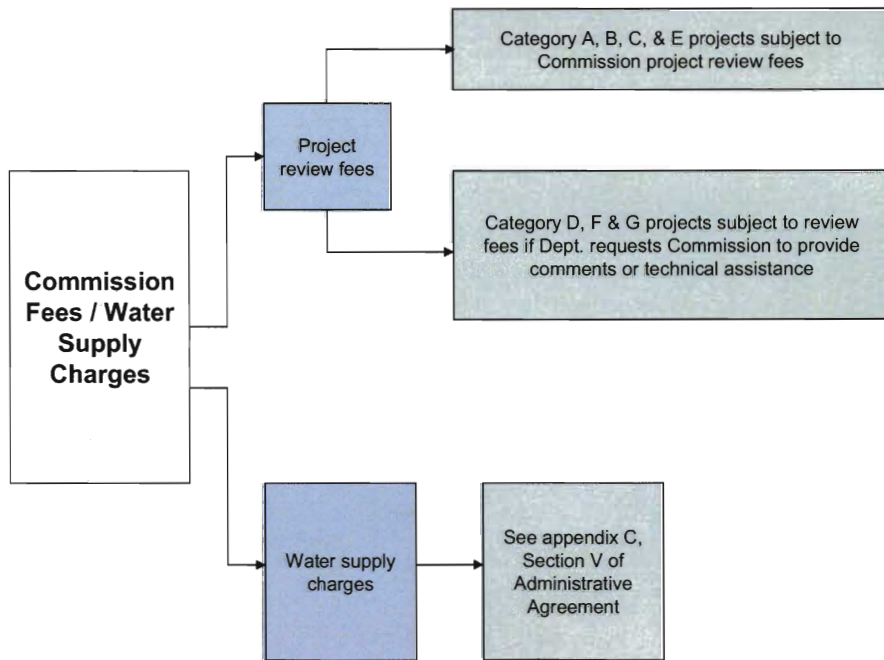 Commission
Fees / Water
Supply
Charges
Project
review fees
Category A, B, C, & E projects subject to
Commission project review fees
Category D, F & G projects subject to review
fees if Dept. requests Commission to provide
comments or technical assistance
Water supply
charges
See appendix C,
Section V of
Administrative
Agreement